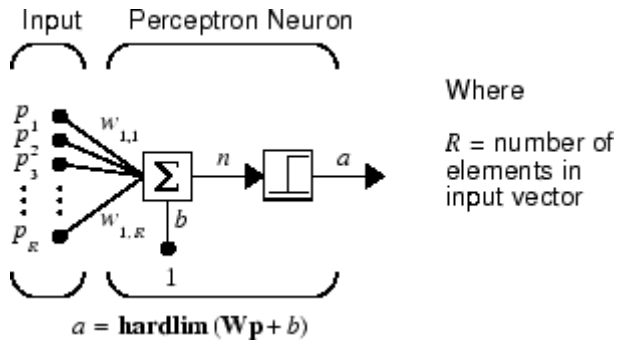 Input Perceptron Neuron
p1
p2
p3
pR
w1,1
w1,R
Σ
n
a
b
1
a = hardlim (Wp + b)
Where
R = number of
elements in
input vector